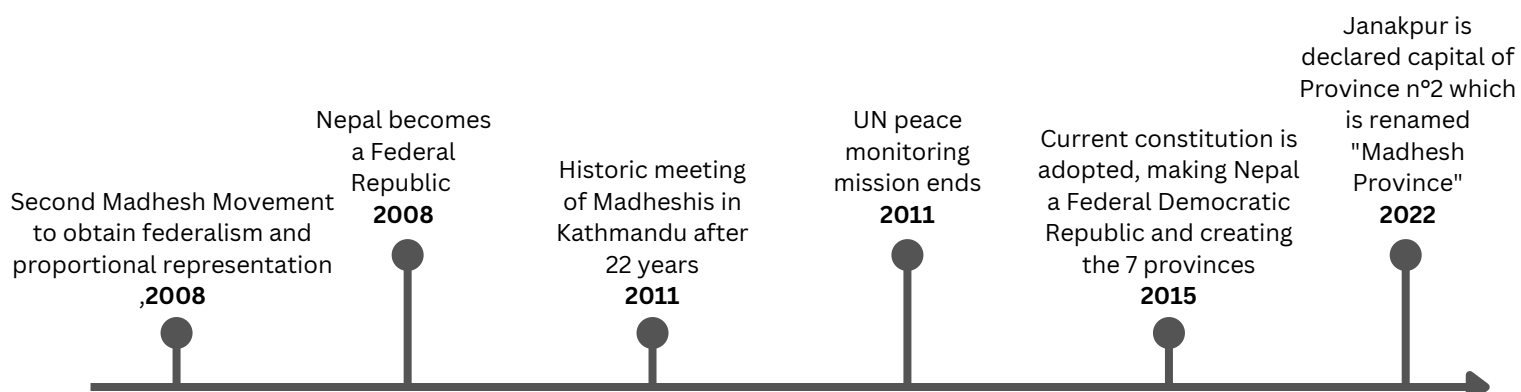 Second Madhesh Movement
to obtain federalism and
proportional representation
,2008
Nepal becomes
a Federal
Republic
2008
Historic meeting
of Madheshis in
Kathmandu after
22 years
2011
UN peace
monitoring
mission ends
2011
Current constitution is
adopted, making Nepal
a Federal Democratic
Republic and creating
the 7 provinces
2015
Janakpur is
declared capital of
Province nº2 which
is renamed
"Madhesh
Province"
2022